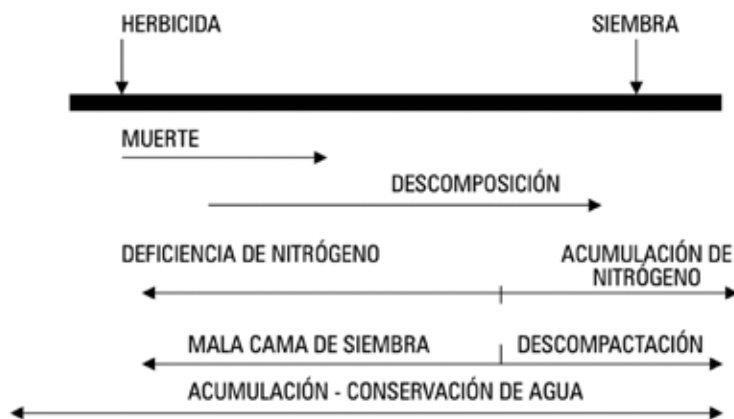 HERBICIDA
SIEMBRA
MUERTE
DESCOMPOSICIÓN
DEFICIENCIA DE NITRÓGENO
ACUMULACIÓN DE
NITRÓGENO
MALA CAMA DE SIEMBRA
DESCOMPACTACIÓN
ACUMULACIÓN - CONSERVACIÓN DE AGUA